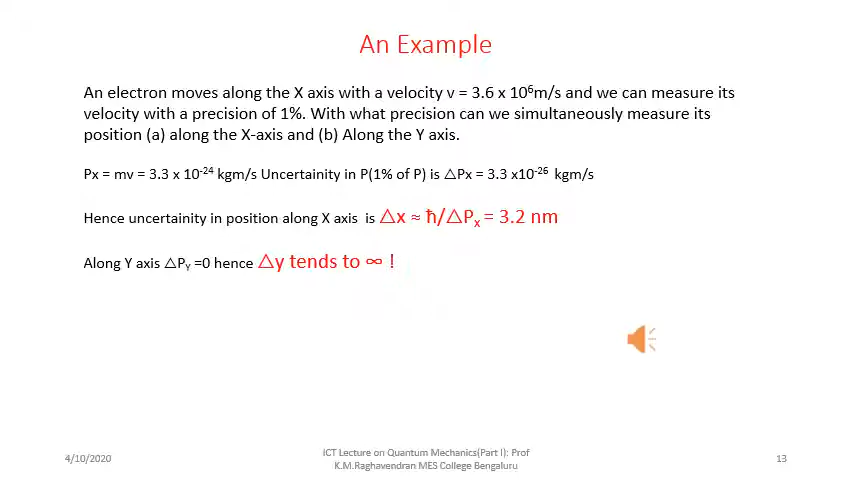 An Example
An electron moves along the X axis with a velocity v = 3.6 x 10⁶m/s and we can measure its
velocity with a precision of 1%. With what precision can we simultaneously measure its
position (a) along the X-axis and (b) Along the Y axis.
Px = mv = 3.3 x 10⁻²⁴ kgm/s Uncertainity in P(1% of P) is △Px = 3.3 x10⁻²⁶ kgm/s
Hence uncertainity in position along X axis is △x ≈ ħ/△Pₓ = 3.2 nm
Along Y axis △PY =0 hence △y tends to ∞ !
4/10/2020
ICT Lecture on Quantum Mechanics(Part I): Prof
K.M.Raghavendran MES College Bengaluru
13